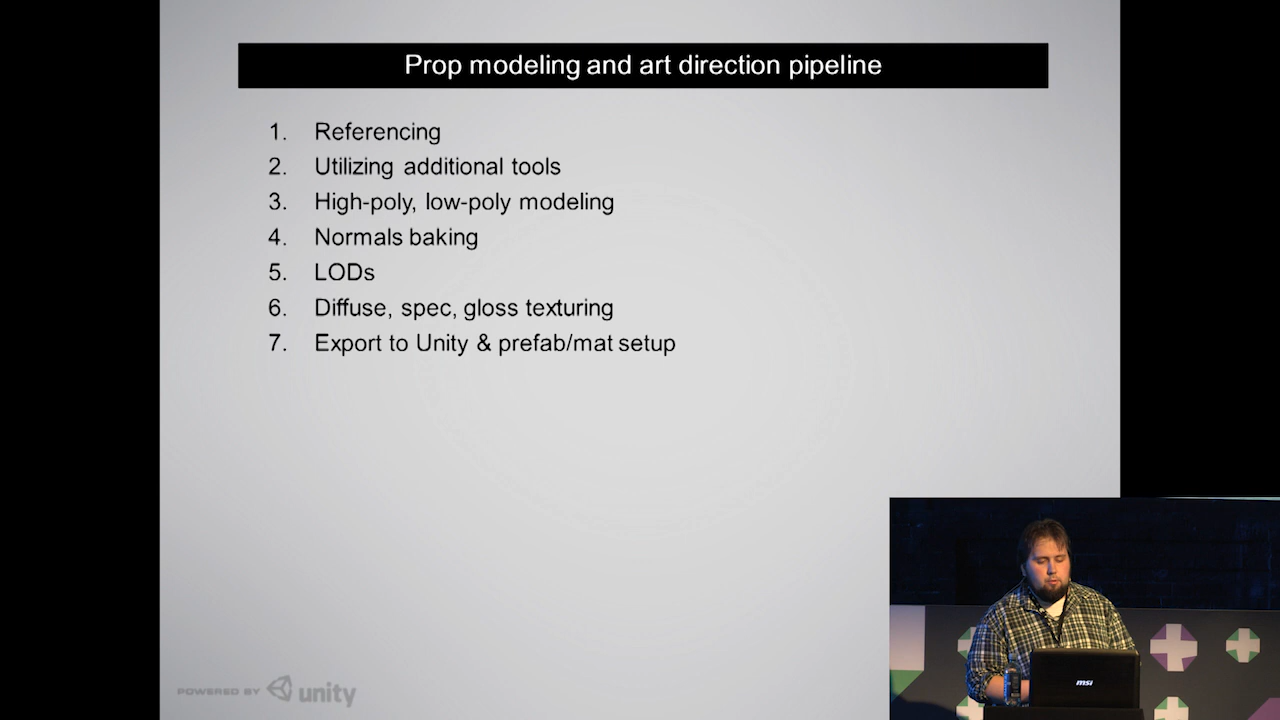 Prop modeling and art direction pipeline
1. Referencing
2. Utilizing additional tools
3. High-poly, low-poly modeling
4. Normals baking
5. LODs
6. Diffuse, spec, gloss texturing
7. Export to Unity & prefab/mat setup
POWERED BY unity
msi